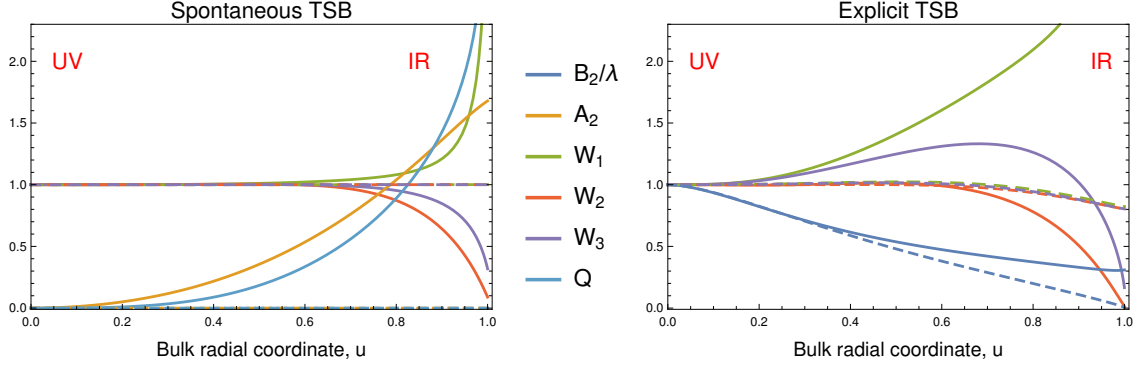 Spontaneous TSB
UV
IR
0.0
0.5
1.0
1.5
2.0
0.0
0.2
0.4
0.6
0.8
1.0
Bulk radial coordinate, u
B₂/λ
A₂
W₁
W₂
W₃
Q
Explicit TSB
UV
IR
0.0
0.5
1.0
1.5
2.0
0.0
0.2
0.4
0.6
0.8
1.0
Bulk radial coordinate, u